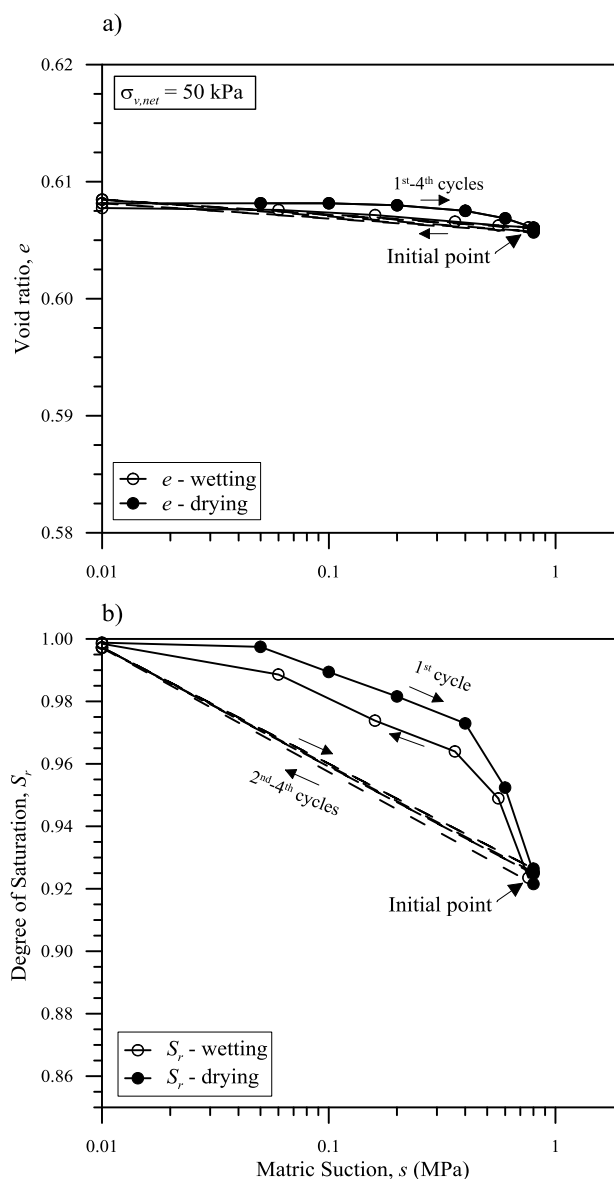 a)
0.62
σv,net = 50 kPa
0.61
1st-4th cycles
Initial point
0.60
Void ratio, e
0.59
e - wetting
e - drying
0.58
0.01
0.1
1
b)
1.00
1st cycle
0.98
0.96
2nd-4th cycles
0.94
Degree of Saturation, Sr
0.92
Initial point
0.90
0.88
Sr - wetting
Sr - drying
0.86
0.01
0.1
1
Matric Suction, s (MPa)